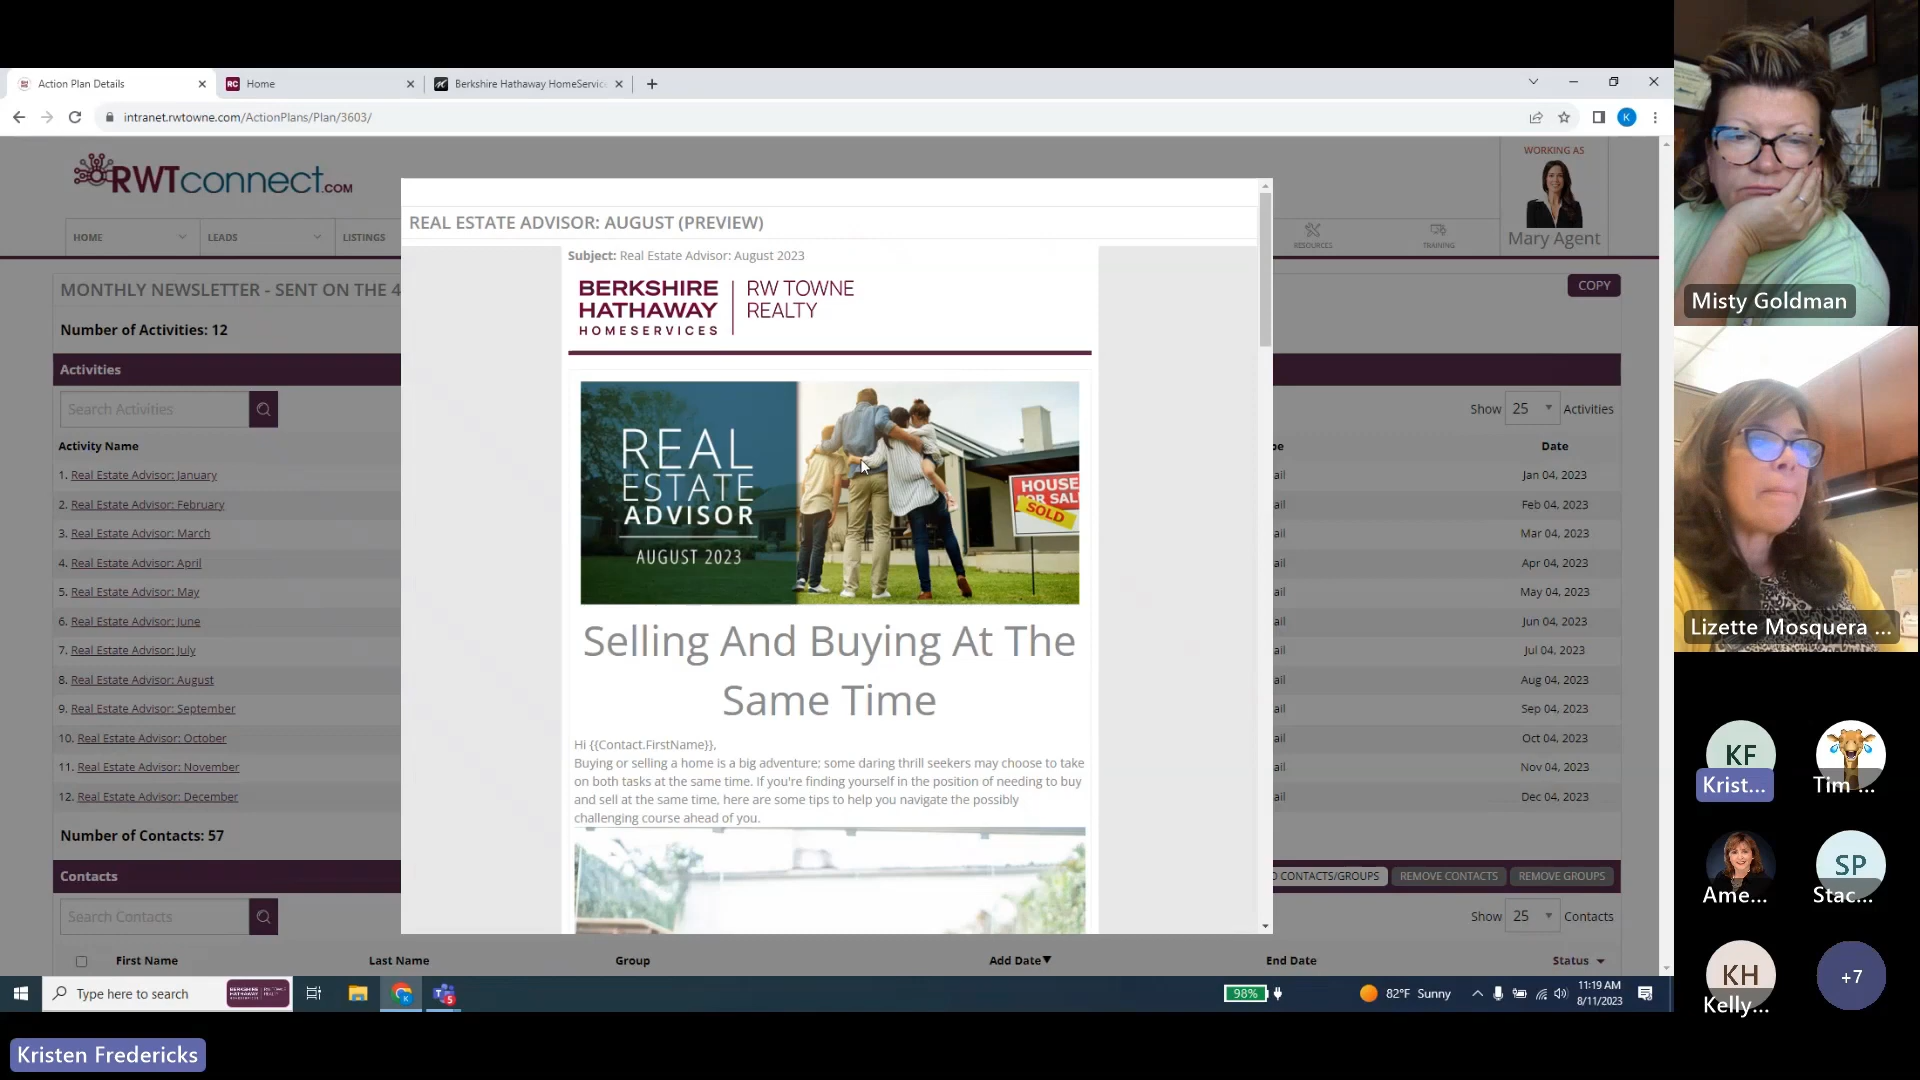 Action Plan Details
Home
Berkshire Hathaway HomeServic
intranet.rwtowne.com/ActionPlans/Plan/3603/
K
RWTconnect.COM
HOME
LEADS
LISTINGS
RESOURCES
TRAINING
WORKING AS
Mary Agent
MONTHLY NEWSLETTER - SENT ON THE 4
COPY
Number of Activities: 12
Activities
Search Activities
Show 25 Activities
Activity Name
Date
1. Real Estate Advisor: January
Jan 04, 2023
2. Real Estate Advisor: February
Feb 04, 2023
3. Real Estate Advisor: March
Mar 04, 2023
4. Real Estate Advisor: April
Apr 04, 2023
5. Real Estate Advisor: May
May 04, 2023
6. Real Estate Advisor: June
Jun 04, 2023
7. Real Estate Advisor: July
Jul 04, 2023
8. Real Estate Advisor: August
Aug 04, 2023
9. Real Estate Advisor: September
Sep 04, 2023
10. Real Estate Advisor: October
Oct 04, 2023
11. Real Estate Advisor: November
Nov 04, 2023
12. Real Estate Advisor: December
Dec 04, 2023
Number of Contacts: 57
Contacts
CONTACTS/GROUPS
REMOVE CONTACTS
REMOVE GROUPS
Search Contacts
Show 25 Contacts
First Name
Last Name
Group
Add Date
End Date
Status
REAL ESTATE ADVISOR: AUGUST (PREVIEW)
Subject: Real Estate Advisor: August 2023
BERKSHIRE
HATHAWAY
HOMESERVICES
RW TOWNE
REALTY
REAL
ESTATE
ADVISOR
AUGUST 2023
HOUSE
FOR SALE
SOLD
Selling And Buying At The
Same Time
Hi {{Contact.FirstName}},
Buying or selling a home is a big adventure; some daring thrill seekers may choose to take
on both tasks at the same time. If you're finding yourself in the position of needing to buy
and sell at the same time, here are some tips to help you navigate the possibly
challenging course ahead of you.
Type here to search
98%
82°F Sunny
11:19 AM
8/11/2023
Kristen Fredericks
Misty Goldman
Lizette Mosquera ...
KF
Krist...
Tim ...
Ame...
SP
Stac...
KH
Kelly...
+7